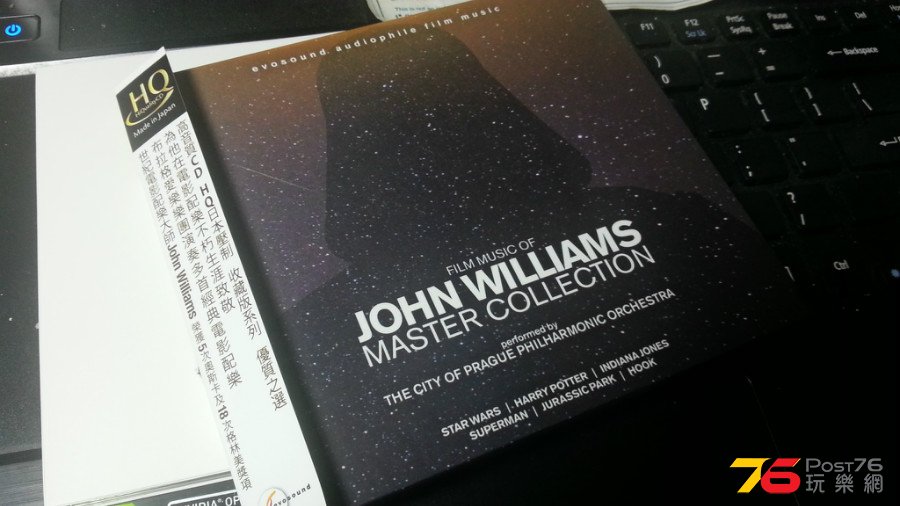 evosound audiophile film music
FILM MUSIC OF
JOHN WILLIAMS
MASTER COLLECTION
performed by
THE CITY OF PRAGUE PHILHARMONIC ORCHESTRA
STAR WARS | HARRY POTTER | INDIANA JONES
SUPERMAN | JURASSIC PARK | HOOK
HQ
Made in Japan
高音質CD HQ日本壓制 收藏版系列 優質之選
為他在電影配樂不朽生涯致敬
布拉格愛樂樂團演奏多首經典電影配樂
世紀電影配樂大師John Williams 榮獲5次奧斯卡及18次格林美獎項
evosound
F11
F12
Scr Lk
PrtSc
SysRq
Pause
Break
Ins
Del
Backspace
P
Ctrl
76 Post76
玩樂網